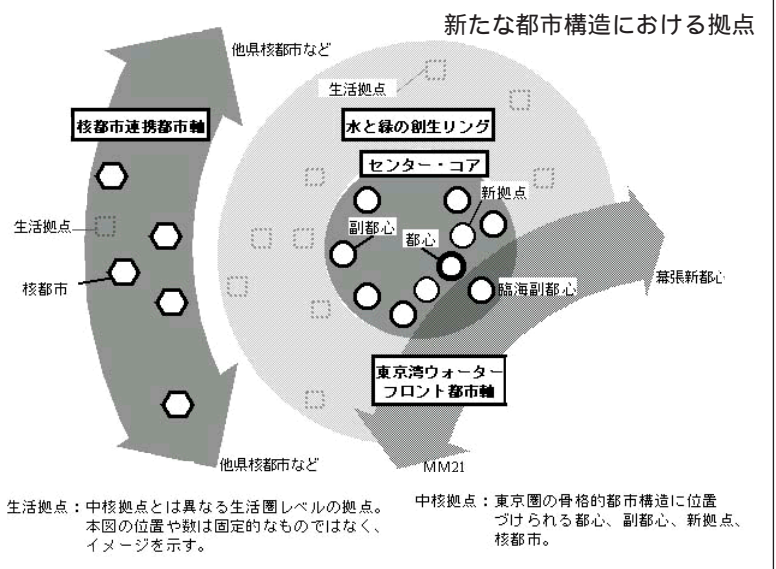 新たな都市構造における拠点
他県核都市など
生活拠点
核都市連携都市軸
水と緑の創生リング
センター・コア
新拠点
生活拠点
副都心
都心
核都市
臨海副都心
幕張新都心
東京湾ウォーター
フロント都市軸
他県核都市など
MM21
生活拠点：中核拠点とは異なる生活圏レベルの拠点。
本図の位置や数は固定的なものではなく、
イメージを示す。
中核拠点：東京圏の骨格的都市構造に位置
づけられる都心、副都心、新拠点、
核都市。